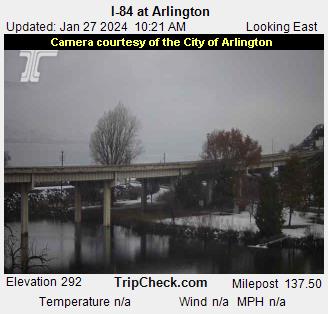 I-84 at Arlington
Updated: Jan 27 2024 10:21 AM Looking East
Camera courtesy of the City of Arlington
Elevation 292 TripCheck.com Milepost 137.50
Temperature n/a Wind n/a MPH n/a